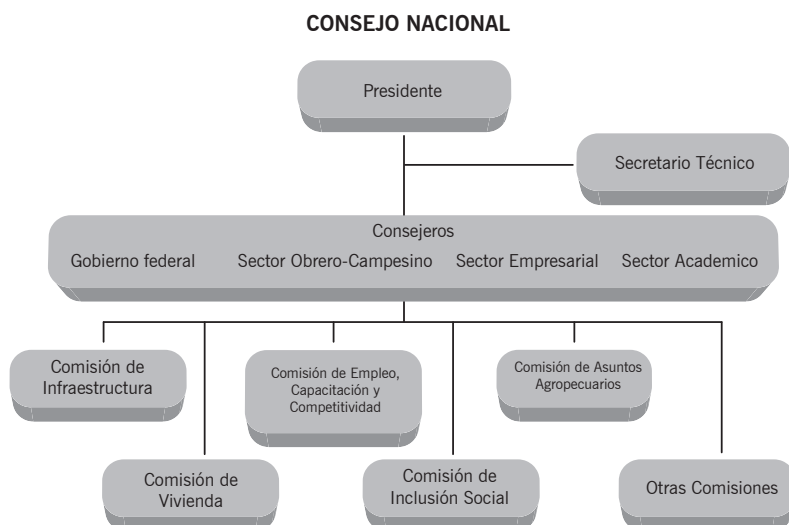 CONSEJO NACIONAL
Presidente
Secretario Técnico
Consejeros
Gobierno federal Sector Obrero-Campesino Sector Empresarial Sector Academico
Comisión de
Infraestructura
Comisión de Empleo,
Capacitación y
Competitividad
Comisión de Asuntos
Agropecuarios
Comisión de
Vivienda
Comisión de
Inclusión Social
Otras Comisiones